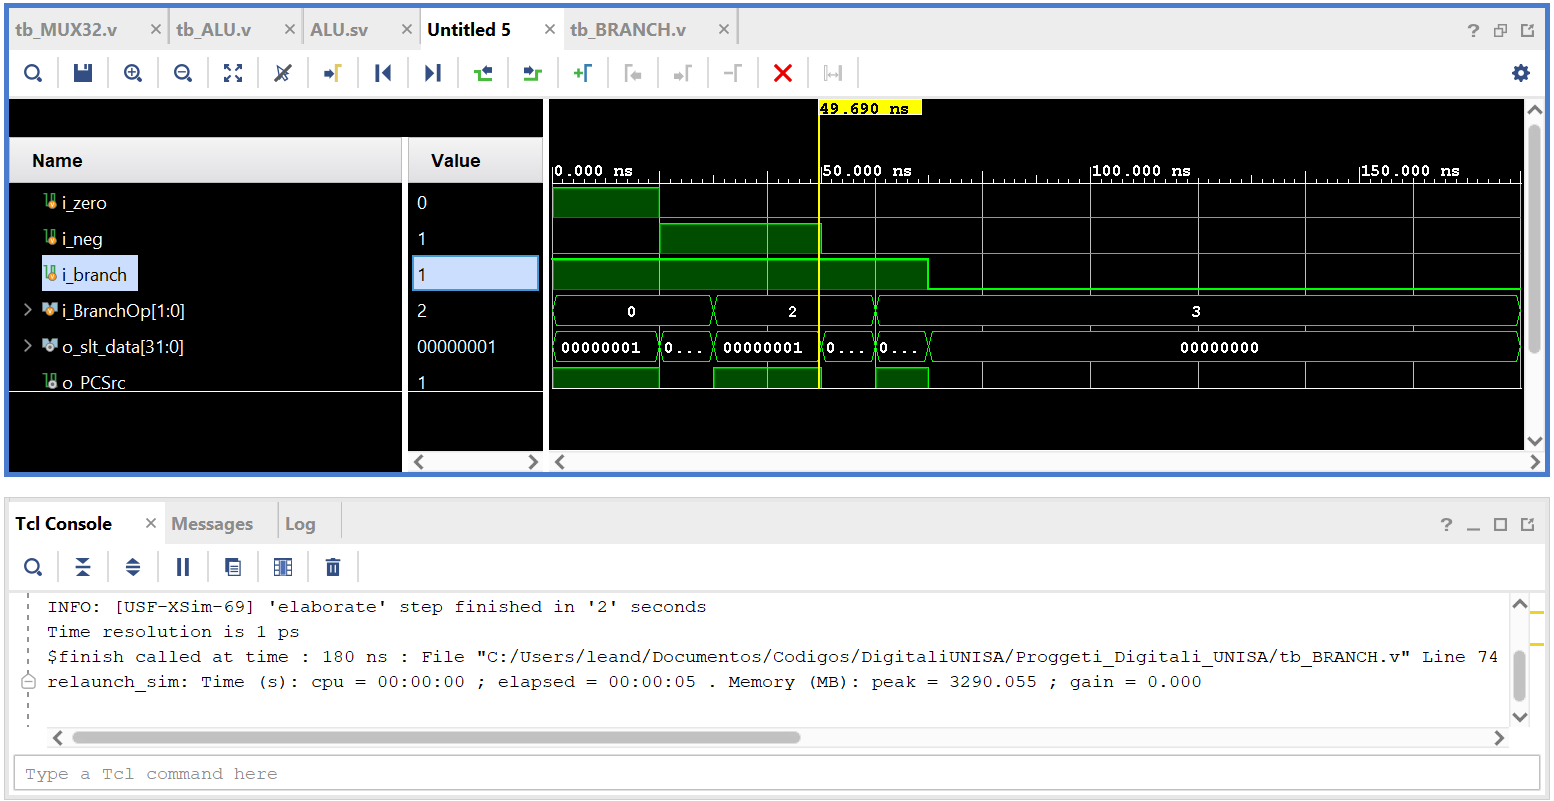 tb_MUX32.v × tb_ALU.v × ALU.sv × Untitled 5 × tb_BRANCH.v × ?
49.690 ns
Name Value
0.000 ns 50.000 ns 100.000 ns 150.000 ns
i_zero 0
i_neg 1
i_branch 1
i_BranchOp[1:0] 2 0 2 3
o_slt_data[31:0] 00000001 00000001 0... 00000001 0... 0... 00000000
o_PCSrc 1
Tcl Console × Messages Log ?
INFO: [USF-XSim-69] 'elaborate' step finished in '2' seconds
Time resolution is 1 ps
$finish called at time : 180 ns : File "C:/Users/leand/Documentos/Codigos/DigitaliUNISA/Proggeti_Digitali_UNISA/tb_BRANCH.v" Line 74
relaunch_sim: Time (s): cpu = 00:00:00 ; elapsed = 00:00:05 . Memory (MB): peak = 3290.055 ; gain = 0.000
Type a Tcl command here